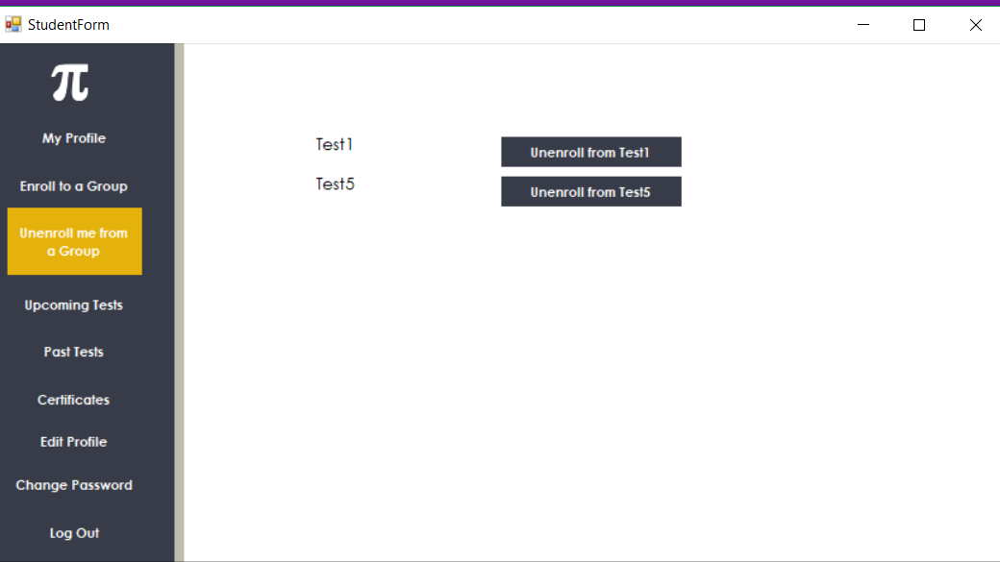 StudentForm
π
My Profile
Enroll to a Group
Unenroll me from
a Group
Upcoming Tests
Past Tests
Certificates
Edit Profile
Change Password
Log Out
Test1
Unenroll from Test1
Test5
Unenroll from Test5